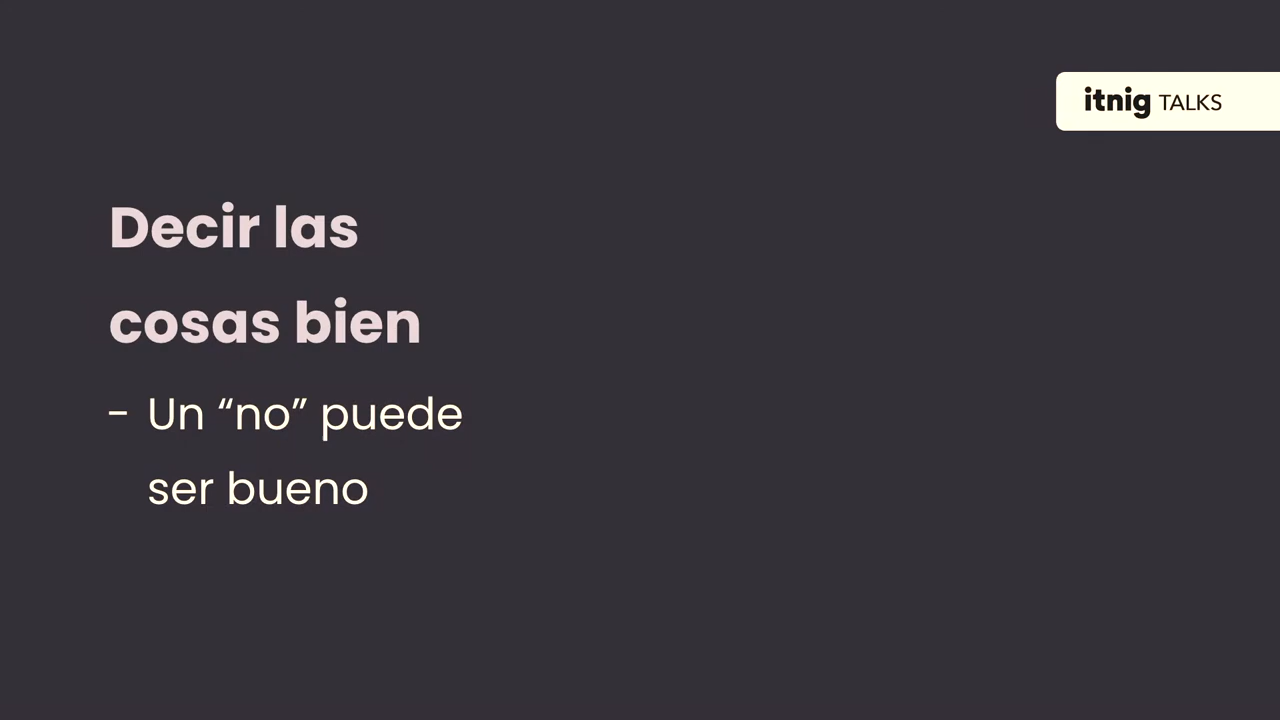 itnig TALKS
Decir las
cosas bien
- Un “no” puede
ser bueno